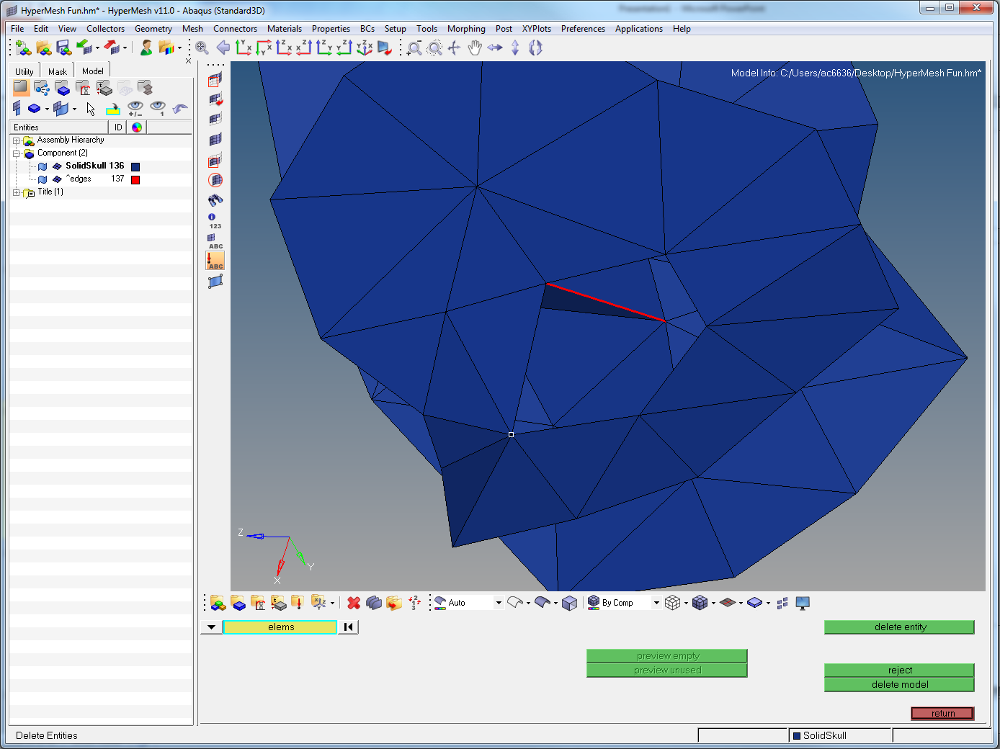 HyperMesh Fun.hm* - HyperMesh v11.0 - Abaqus (Standard3D)
File Edit View Collectors Geometry Mesh Connectors Materials Properties BCs Setup Tools Morphing Post XYPlots Preferences Applications Help
Utility Mask Model
Model Info: C:/Users/ac6636/Desktop/HyperMesh Fun.hm*
Entities ID
Assembly Hierarchy
Component (2)
SolidSkull 136
^edges 137
Title (1)
123
ABC
ABC
Z
Y
X
Auto
By Comp
elems
delete entity
preview empty
preview unused
reject
delete model
return
Delete Entities
SolidSkull